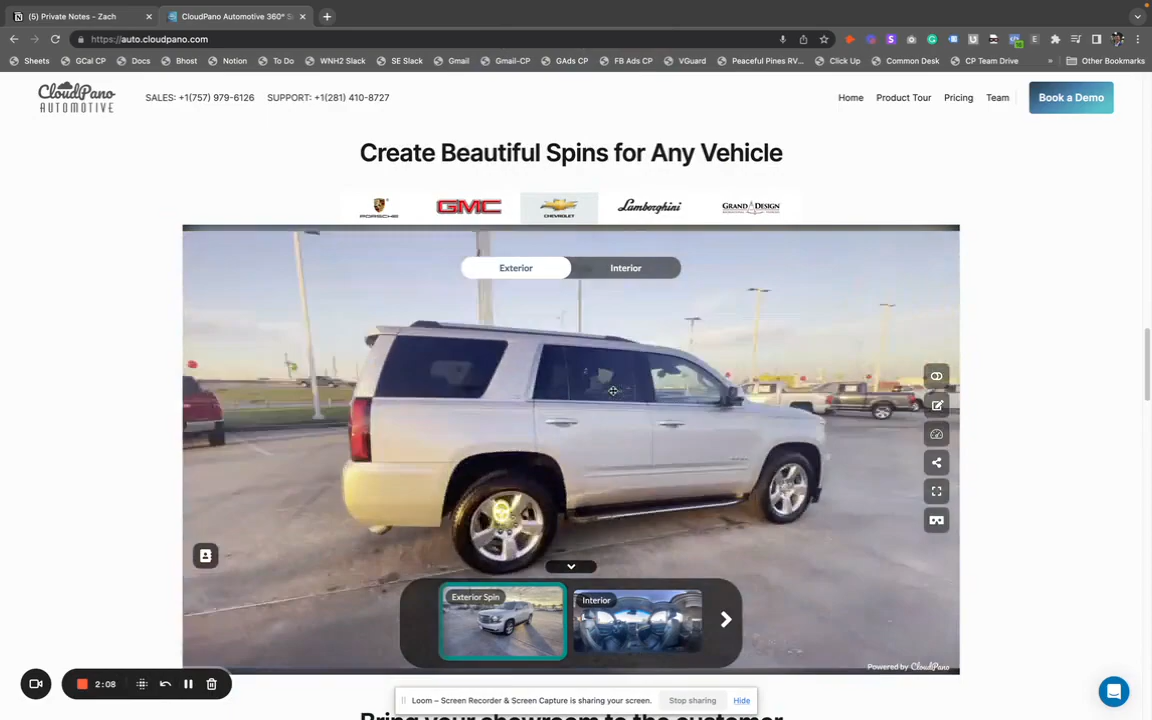 (5) Private Notes - Zach
CloudPano Automotive 360° S
https://auto.cloudpano.com
Sheets GCal CP Docs Bhost Notion To Do WNH2 Slack SE Slack Gmail Gmail-CP GAds CP FB Ads CP VGuard Peaceful Pines RV... Click Up Common Desk CP Team Drive » Other Bookmarks
CloudPano
AUTOMOTIVE
SALES: +1(757) 979-6126 SUPPORT: +1(281) 410-8727
Home Product Tour Pricing Team Book a Demo
Create Beautiful Spins for Any Vehicle
PORSCHE GMC CHEVROLET Lamborghini GRAND DESIGN
Exterior Interior
Exterior Spin Interior
Powered by CloudPano
2:08
Loom – Screen Recorder & Screen Capture is sharing your screen. Stop sharing Hide
Bring your showroom to the customer